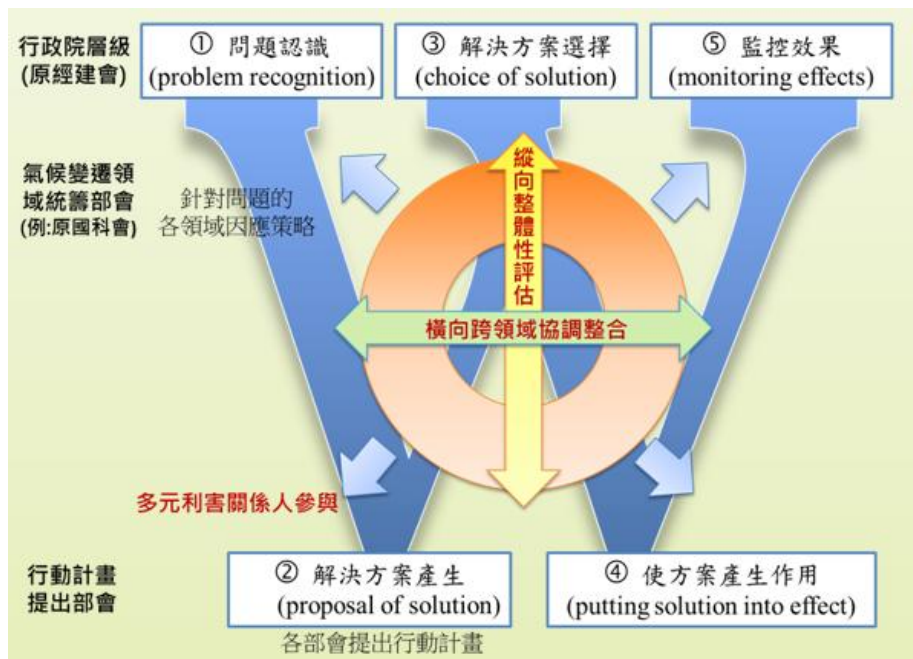 行政院層級
(原經建會)
① 問題認識
(problem recognition)
③ 解決方案選擇
(choice of solution)
⑤ 監控效果
(monitoring effects)
氣候變遷領
域統籌部會
(例:原國科會)
針對問題的
各領域因應策略
縱向整體性評估
橫向跨領域協調整合
多元利害關係人參與
行動計畫
提出部會
② 解決方案產生
(proposal of solution)
各部會提出行動計畫
④ 使方案產生作用
(putting solution into effect)